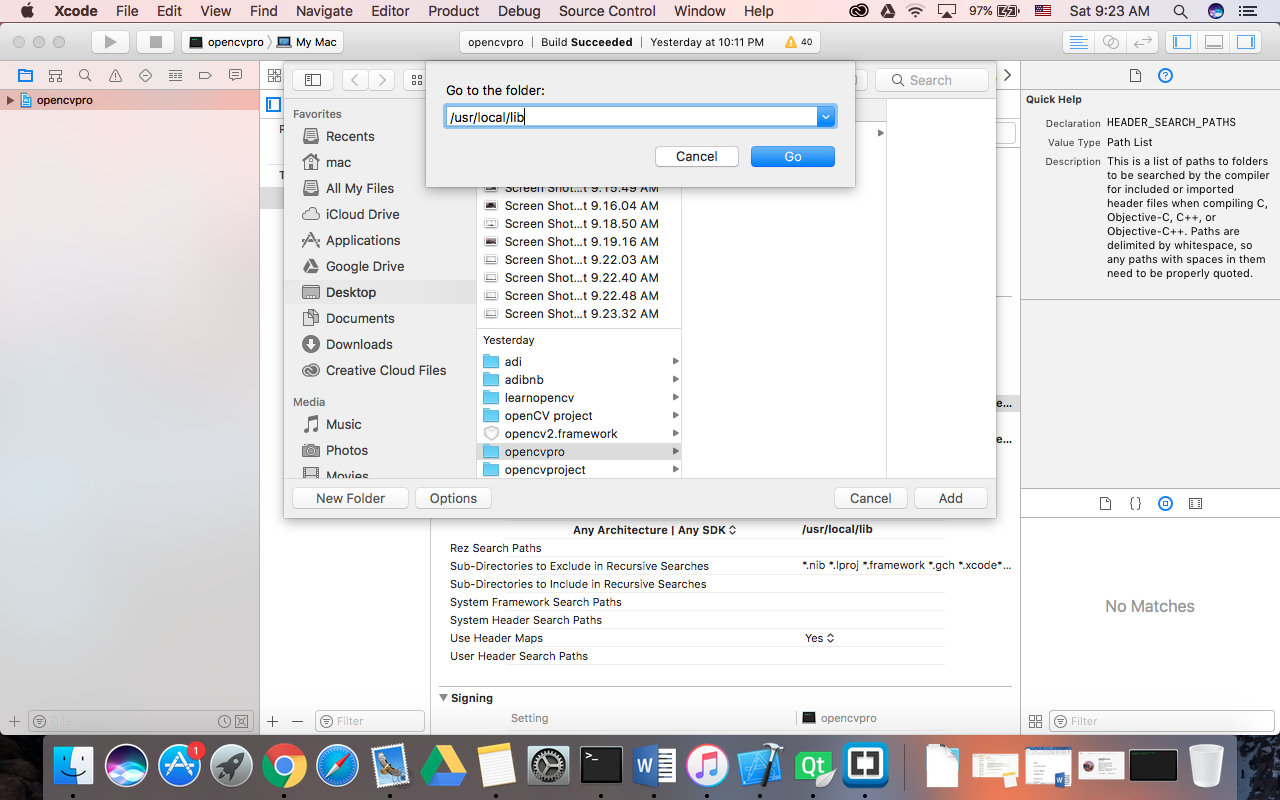 Xcode File Edit View Find Navigate Editor Product Debug Source Control Window Help 97% Sat 9:23 AM
opencvpro My Mac opencvpro | Build Succeeded | Yesterday at 10:11 PM 40
opencvpro
Search
Favorites
Recents
mac
All My Files
iCloud Drive
Applications
Google Drive
Desktop
Documents
Downloads
Creative Cloud Files
Media
Music
Photos
Movies
Go to the folder:
/usr/local/lib
Cancel Go
Screen Shot...t 9.15.49 AM
Screen Shot...t 9.16.04 AM
Screen Shot...t 9.18.50 AM
Screen Shot...t 9.19.16 AM
Screen Shot...t 9.22.03 AM
Screen Shot...t 9.22.40 AM
Screen Shot...t 9.22.48 AM
Screen Shot...t 9.23.32 AM
Yesterday
adi
adibnb
learnopencv
openCV project
opencv2.framework
opencvpro
opencvproject
New Folder Options Cancel Add
e...
e...
Any Architecture | Any SDK /usr/local/lib
Rez Search Paths
Sub-Directories to Exclude in Recursive Searches *.nib *.lproj *.framework *.gch *.xcode*...
Sub-Directories to Include in Recursive Searches
System Framework Search Paths
System Header Search Paths
Use Header Maps Yes
User Header Search Paths
Signing
Setting opencvpro
Filter
Filter
Quick Help
Declaration HEADER_SEARCH_PATHS
Value Type Path List
Description This is a list of paths to folders
to be searched by the compiler
for included or imported
header files when compiling C,
Objective-C, C++, or
Objective-C++. Paths are
delimited by whitespace, so
any paths with spaces in them
need to be properly quoted.
No Matches
Filter
1
W
Qt